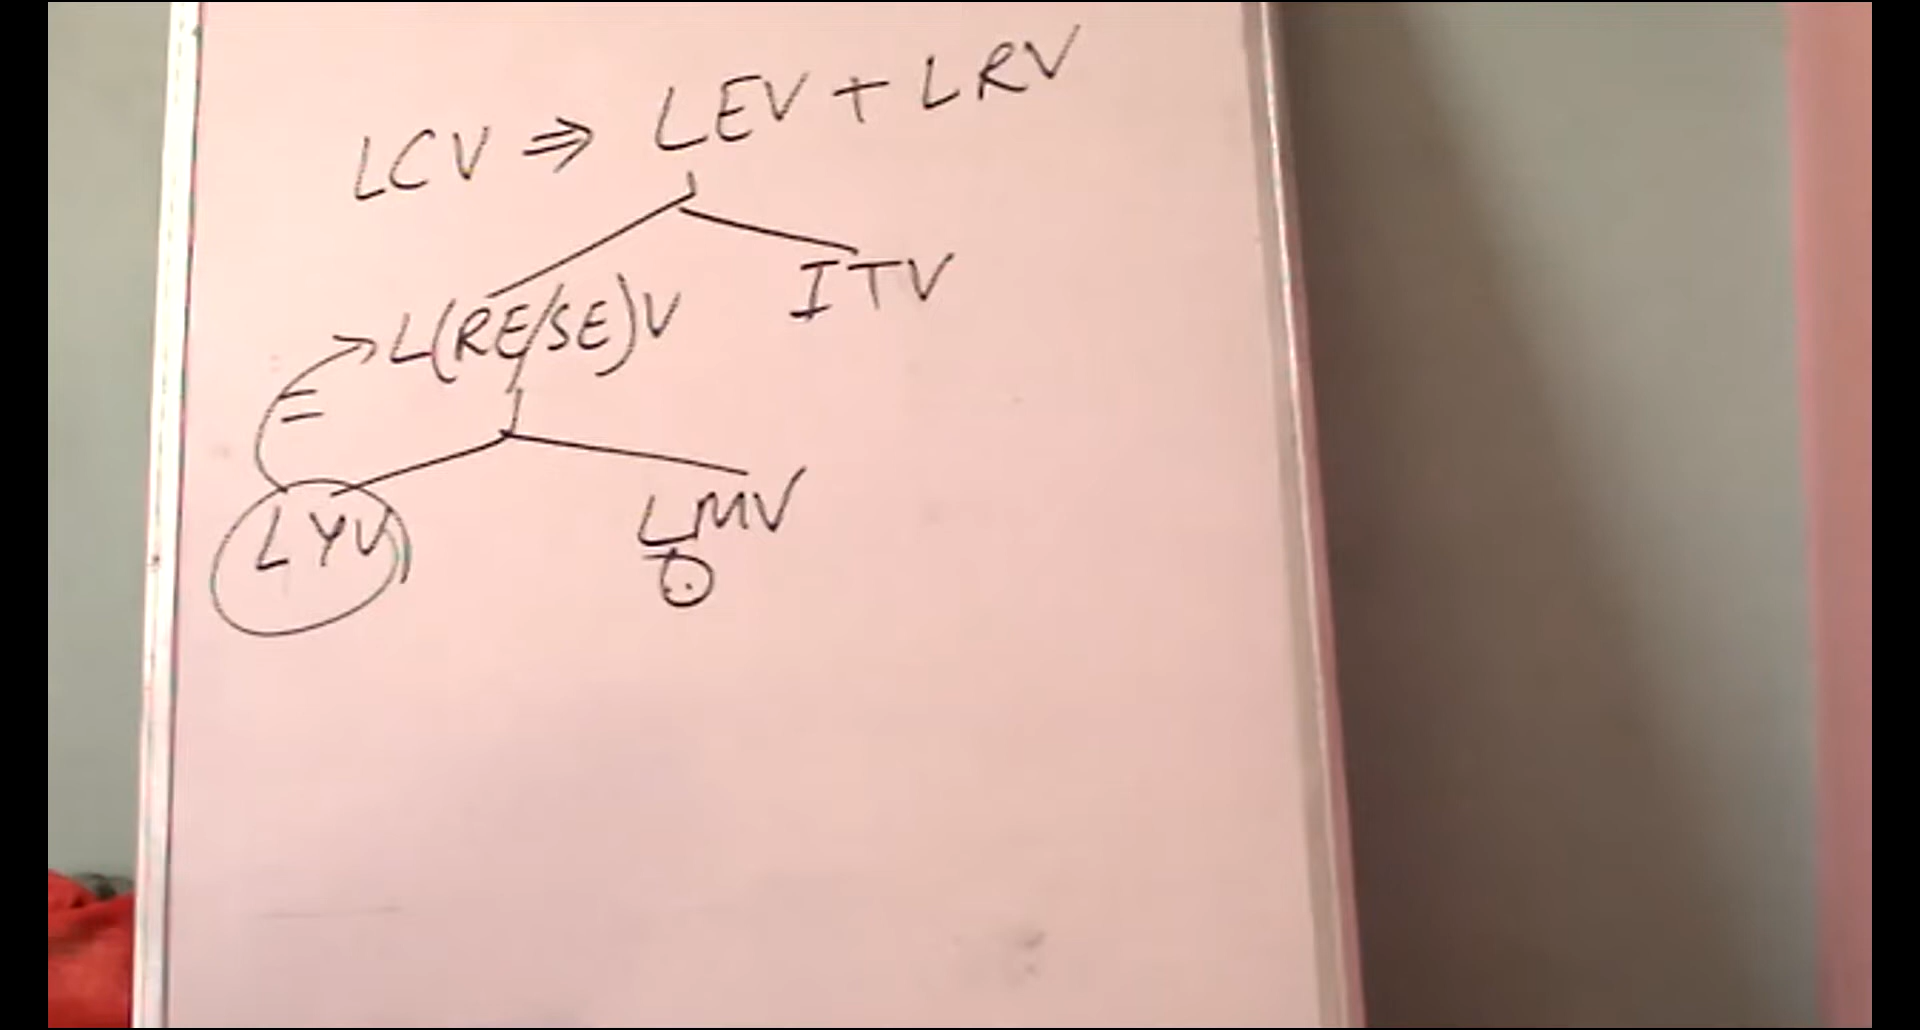 LCV ⇒ LEV + LRV
L(RE/SE)V ITV
=
LYV LMV